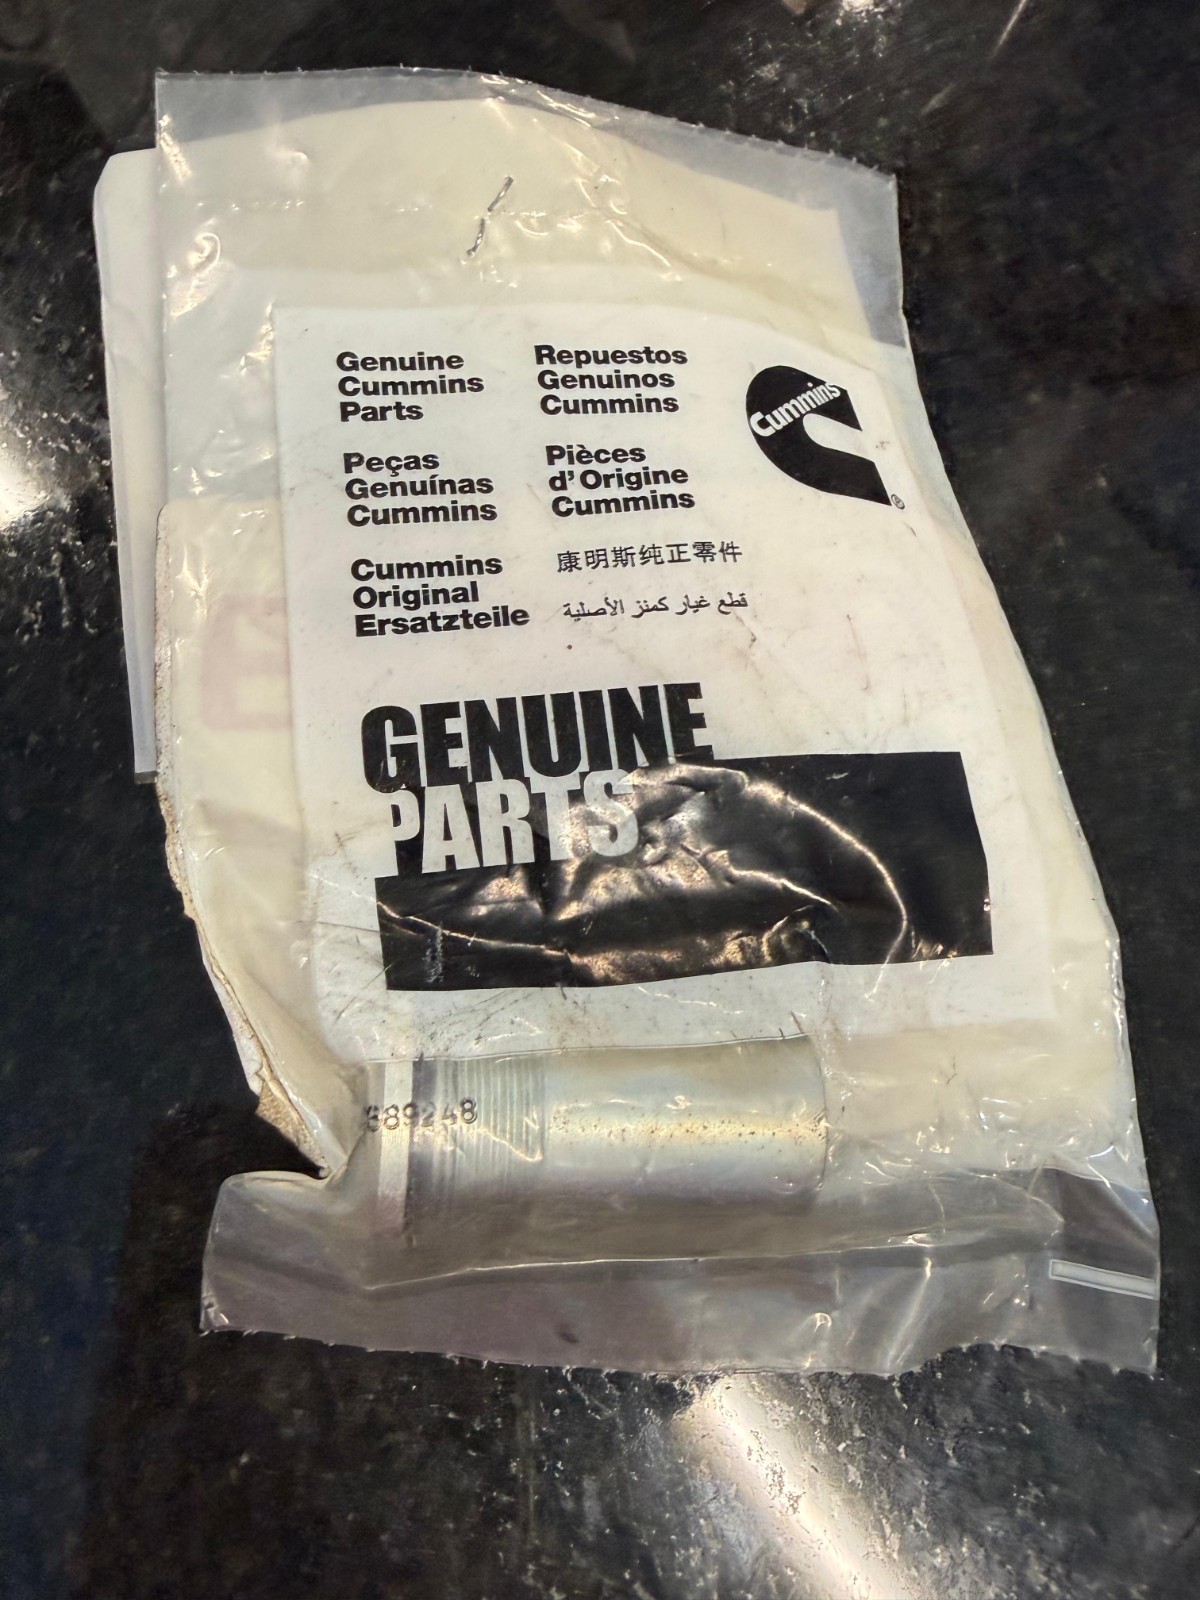 Genuine
Cummins
Parts
Repuestos
Genuinos
Cummins
Cummins
®
Peças
Genuínas
Cummins
Pièces
d'Origine
Cummins
Cummins
Original
Ersatzteile
康明斯纯正零件
قطع غيار كمنز الأصلية
GENUINE
PARTS